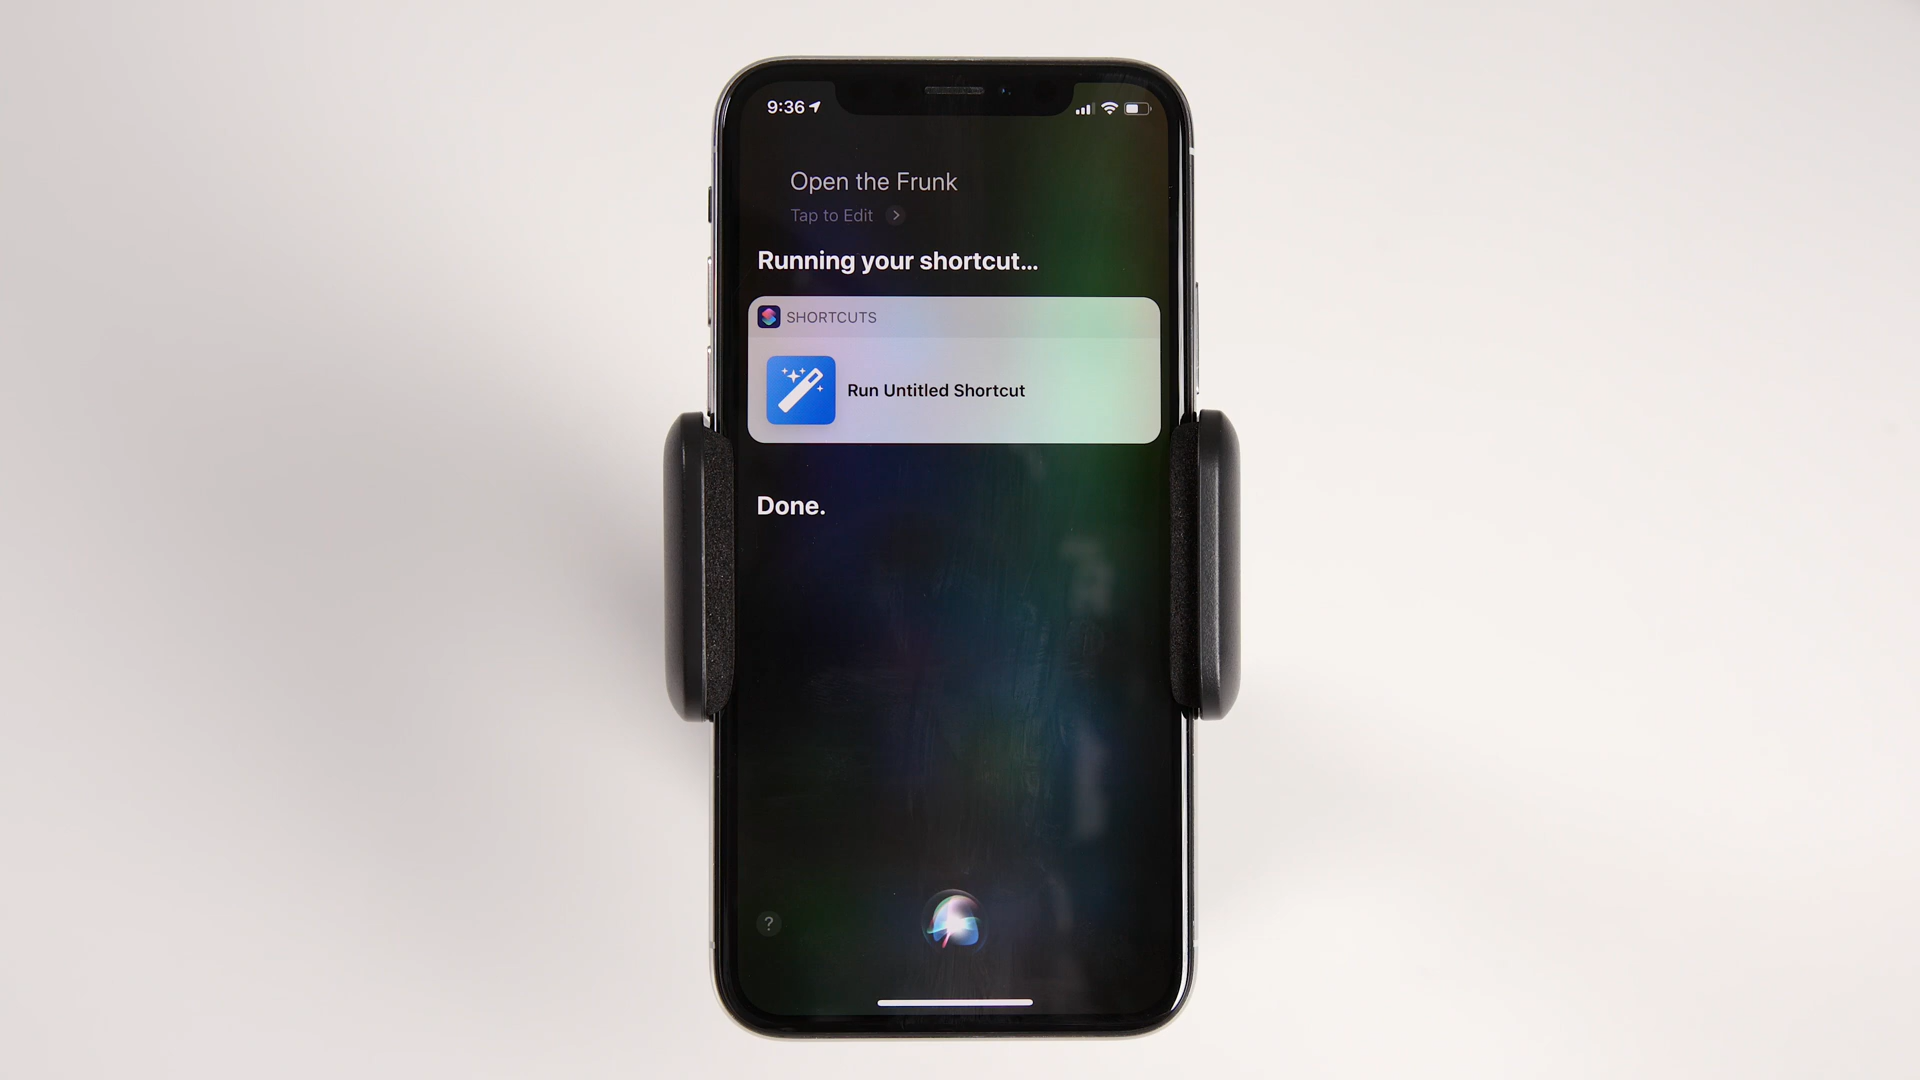 9:36
Open the Frunk
Tap to Edit
Running your shortcut...
SHORTCUTS
Run Untitled Shortcut
Done.
?